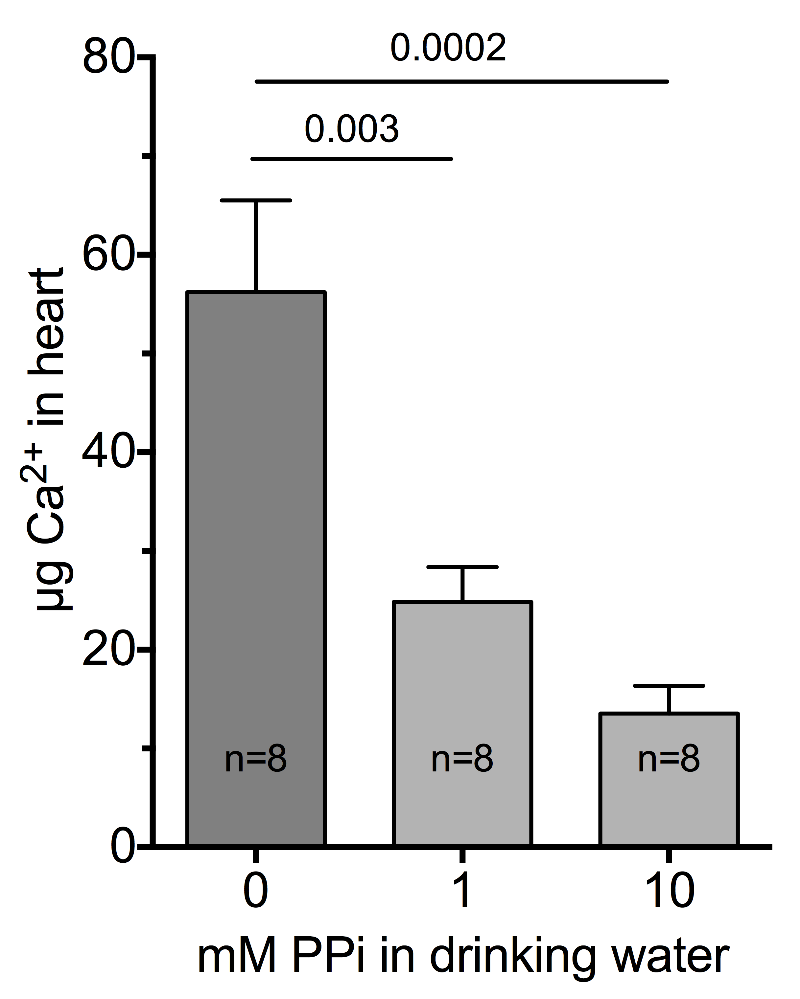 0.0002
0.003
80
60
40
20
0
µg Ca²⁺ in heart
n=8 n=8 n=8
0 1 10
mM PPi in drinking water